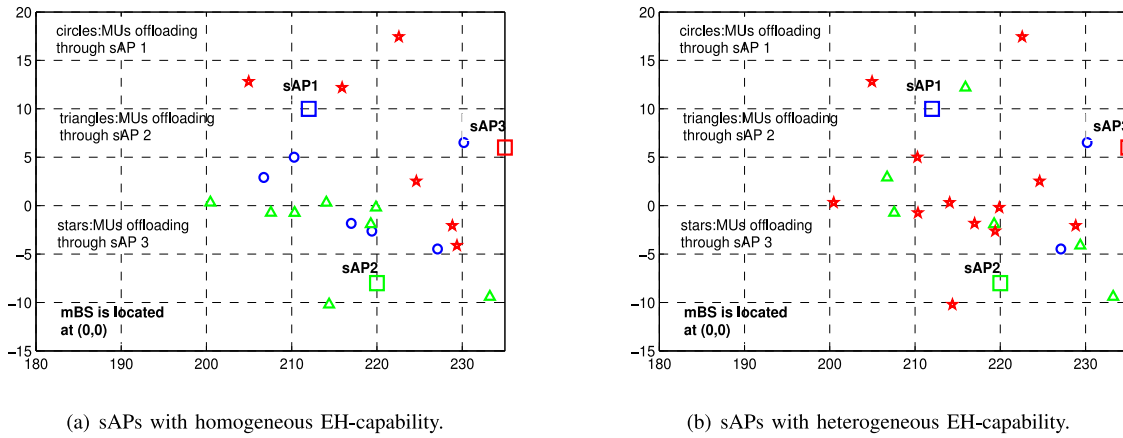 20
15
10
5
0
−5
−10
−15
180
190
200
210
220
230
circles:MUs offloading
through sAP 1
triangles:MUs offloading
through sAP 2
stars:MUs offloading
through sAP 3
mBS is located
at (0,0)
sAP1
sAP3
sAP2
(a) sAPs with homogeneous EH-capability.
20
15
10
5
0
−5
−10
−15
180
190
200
210
220
230
circles:MUs offloading
through sAP 1
triangles:MUs offloading
through sAP 2
stars:MUs offloading
through sAP 3
mBS is located
at (0,0)
sAP1
sAP3
sAP2
(b) sAPs with heterogeneous EH-capability.